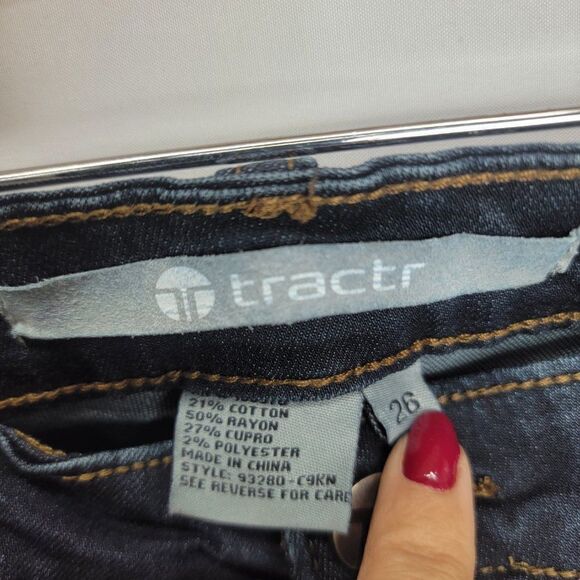 tractr
26
21% COTTON
50% RAYON
27% CUPRO
2% POLYESTER
MADE IN CHINA
STYLE: 93280-C9KN
SEE REVERSE FOR CARE